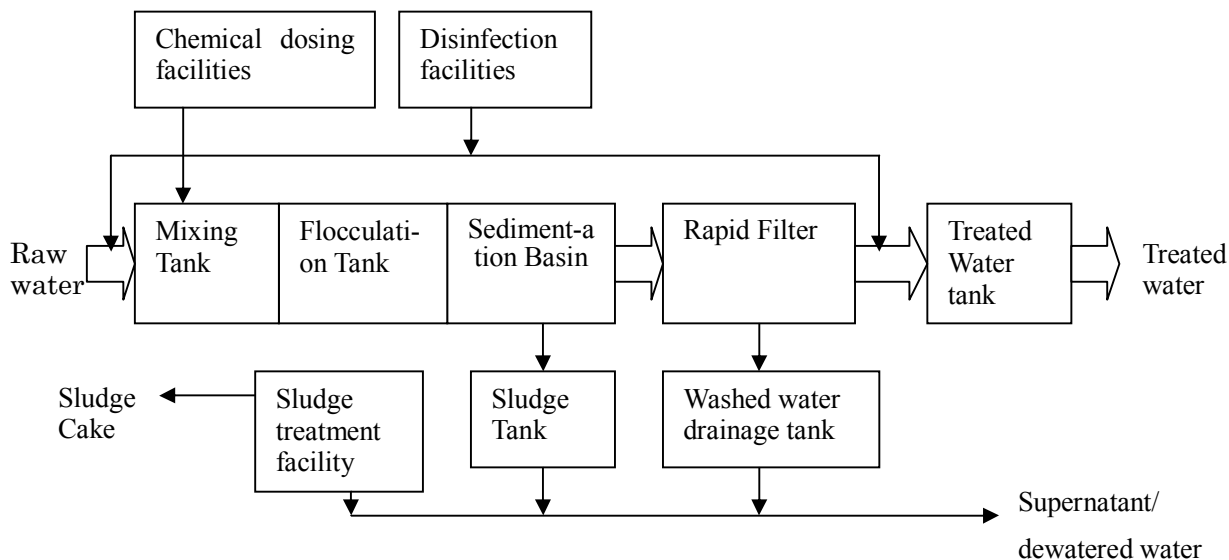 Chemical dosing
facilities
Disinfection
facilities
Raw
water
Mixing
Tank
Flocculati-
on Tank
Sediment-a
tion Basin
Rapid Filter
Treated
Water
tank
Treated
water
Sludge
Cake
Sludge
treatment
facility
Sludge
Tank
Washed water
drainage tank
Supernatant/
dewatered water